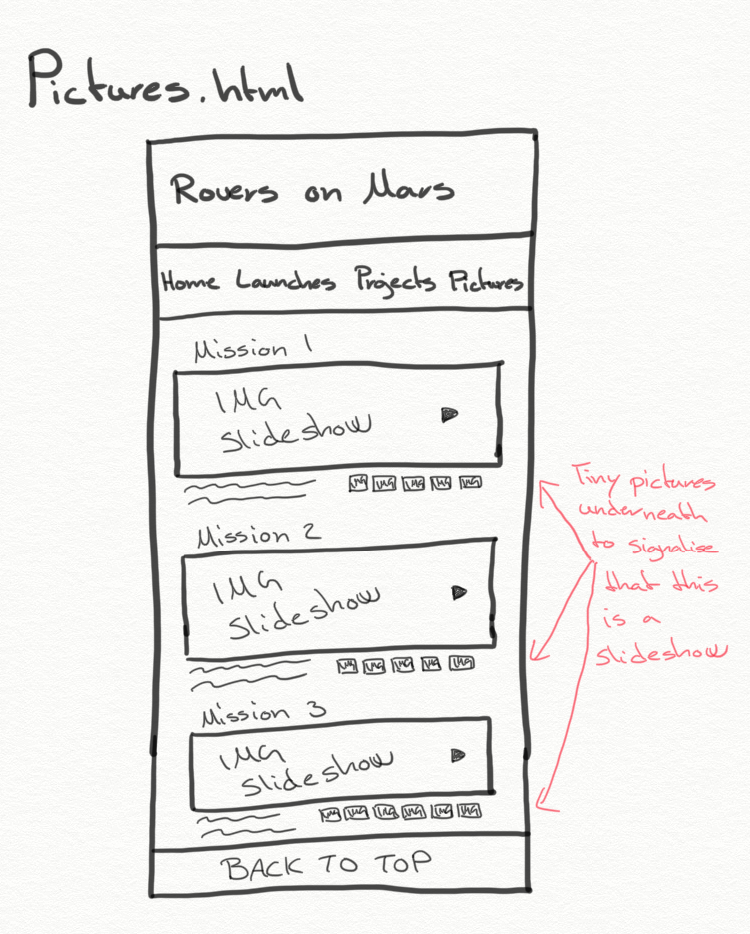 Pictures.html
Rovers on Mars
Home Launches Projects Pictures
Mission 1
IMG
Slideshow
IMG IMG IMG IMG IMG
Tiny pictures
underneath
to signalise
that this
is a
slideshow
Mission 2
IMG
Slideshow
IMG IMG IMG IMG IMG
Mission 3
IMG
Slideshow
IMG IMG IMG IMG IMG IMG
BACK TO TOP